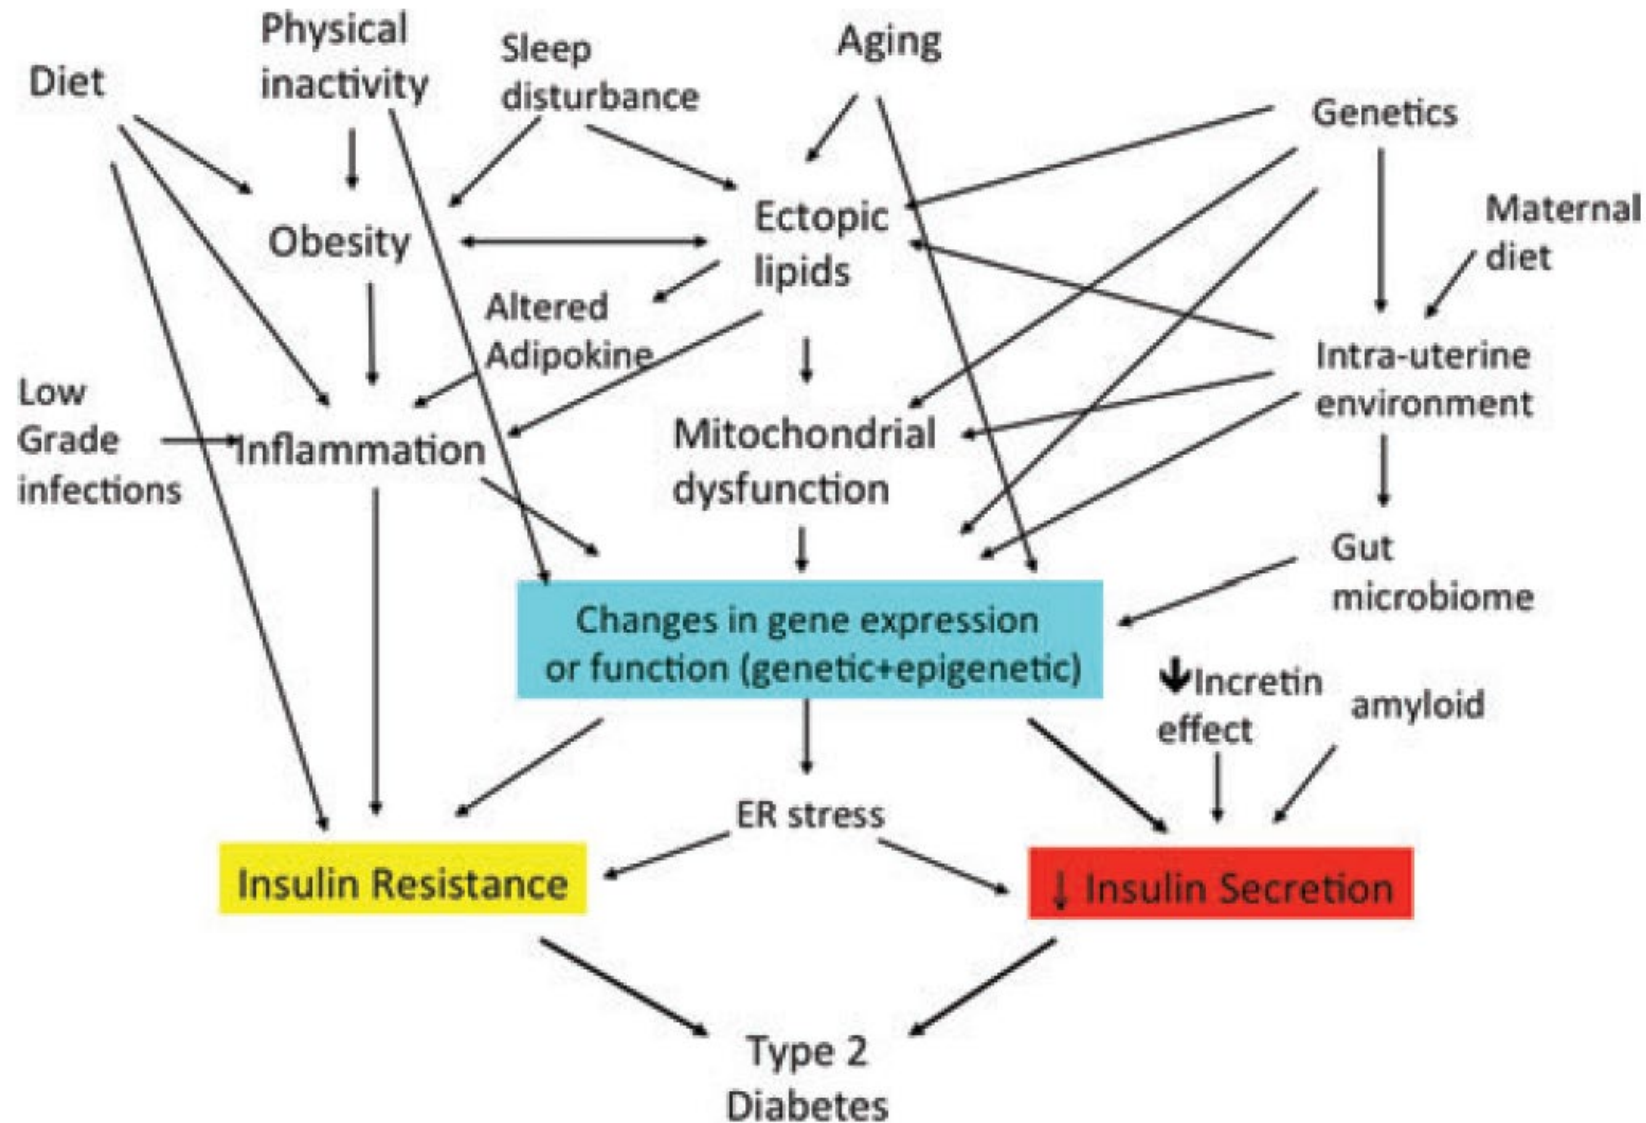 Physical
inactivity
Diet
Sleep
disturbance
Aging
Genetics
Maternal
diet
Obesity
Ectopic
lipids
Altered
Adipokine
Intra-uterine
environment
Low
Grade
infections
Inflammation
Mitochondrial
dysfunction
Gut
microbiome
Changes in gene expression
or function (genetic+epigenetic)
↓Incretin
effect
amyloid
ER stress
Insulin Resistance
↓ Insulin Secretion
Type 2
Diabetes